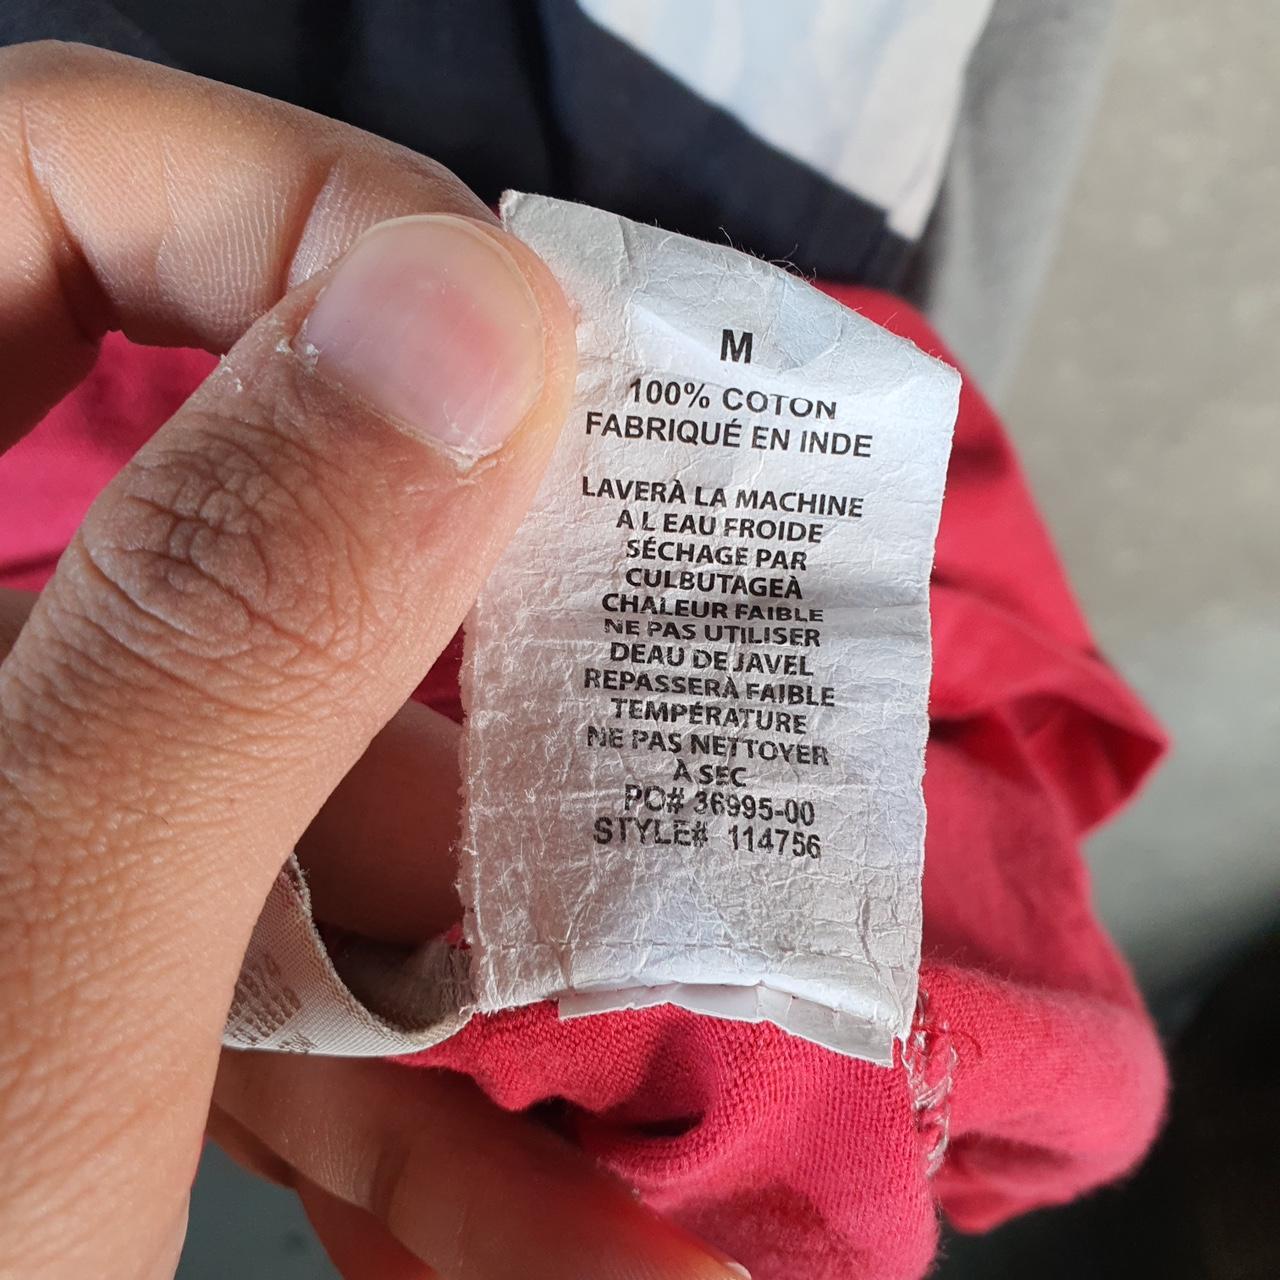 M
100% COTON
FABRIQUÉ EN INDE
LAVERÀ LA MACHINE
A L EAU FROIDE
SÉCHAGE PAR
CULBUTAGEÀ
CHALEUR FAIBLE
NE PAS UTILISER
DEAU DE JAVEL
REPASSERÀ FAIBLE
TEMPÉRATURE
NE PAS NETTOYER
À SEC
PO# 36995-00
STYLE# 114756